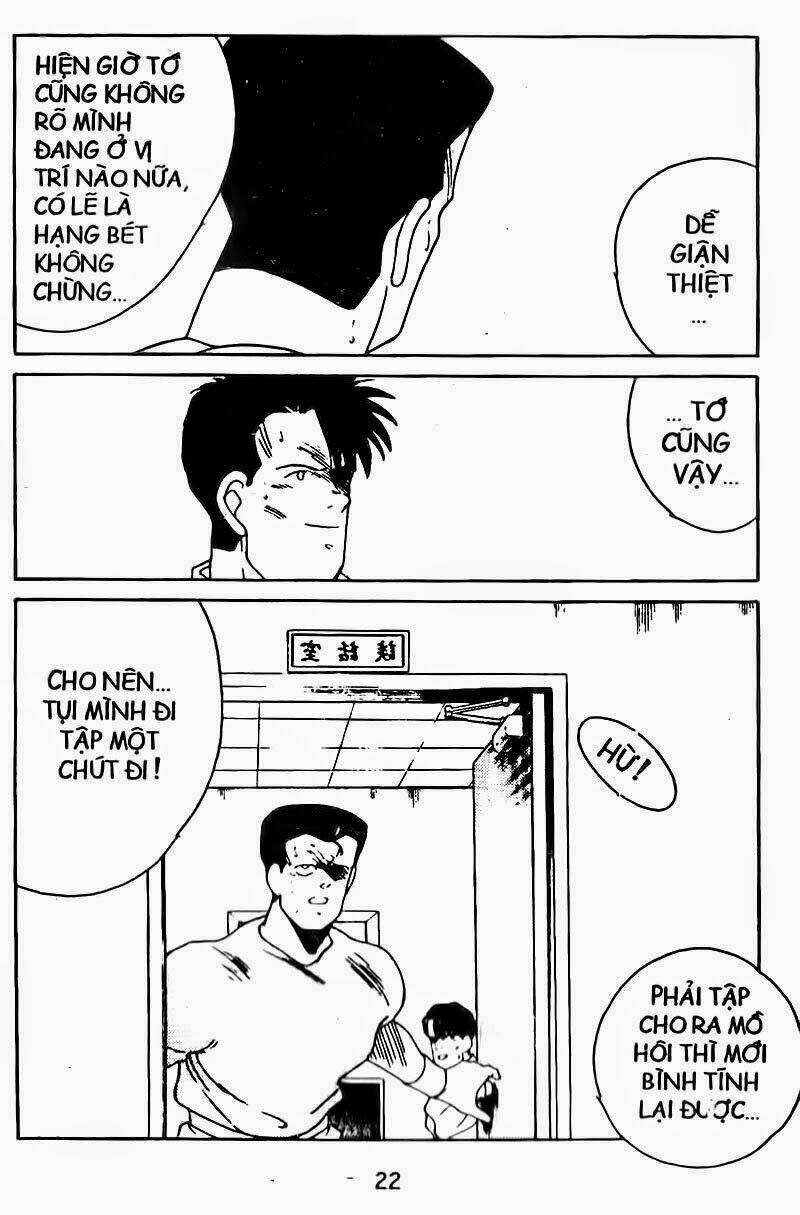 HIỆN GIỜ TỚ
CŨNG KHÔNG
RÕ MÌNH
ĐANG Ở VỊ
TRÍ NÀO NỮA,
CÓ LẼ LÀ
HẠNG BÉT
KHÔNG
CHỪNG...
DỄ
GIẬN
THIỆT
...
... TỚ
CŨNG
VẬY...
CHO NÊN...
TỤI MÌNH ĐI
TẬP MỘT
CHÚT ĐI!
HỪ!
PHẢI TẬP
CHO RA MỒ
HÔI THÌ MỚI
BÌNH TĨNH
LẠI ĐƯỢC...
22